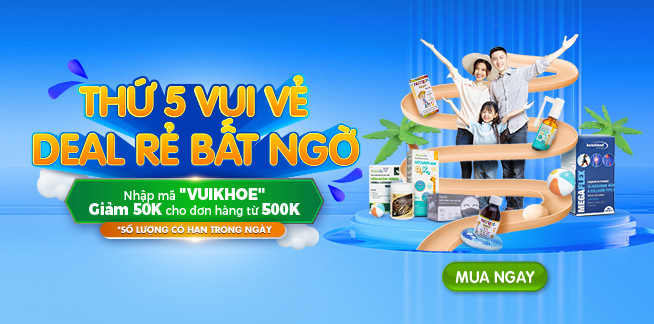 THỨ 5 VUI VẺ
DEAL RẺ BẤT NGỜ
Nhập mã "VUIKHOE"
Giảm 50K cho đơn hàng từ 500K
*SỐ LƯỢNG CÓ HẠN TRONG NGÀY
MEGAFLEX
MUA NGAY